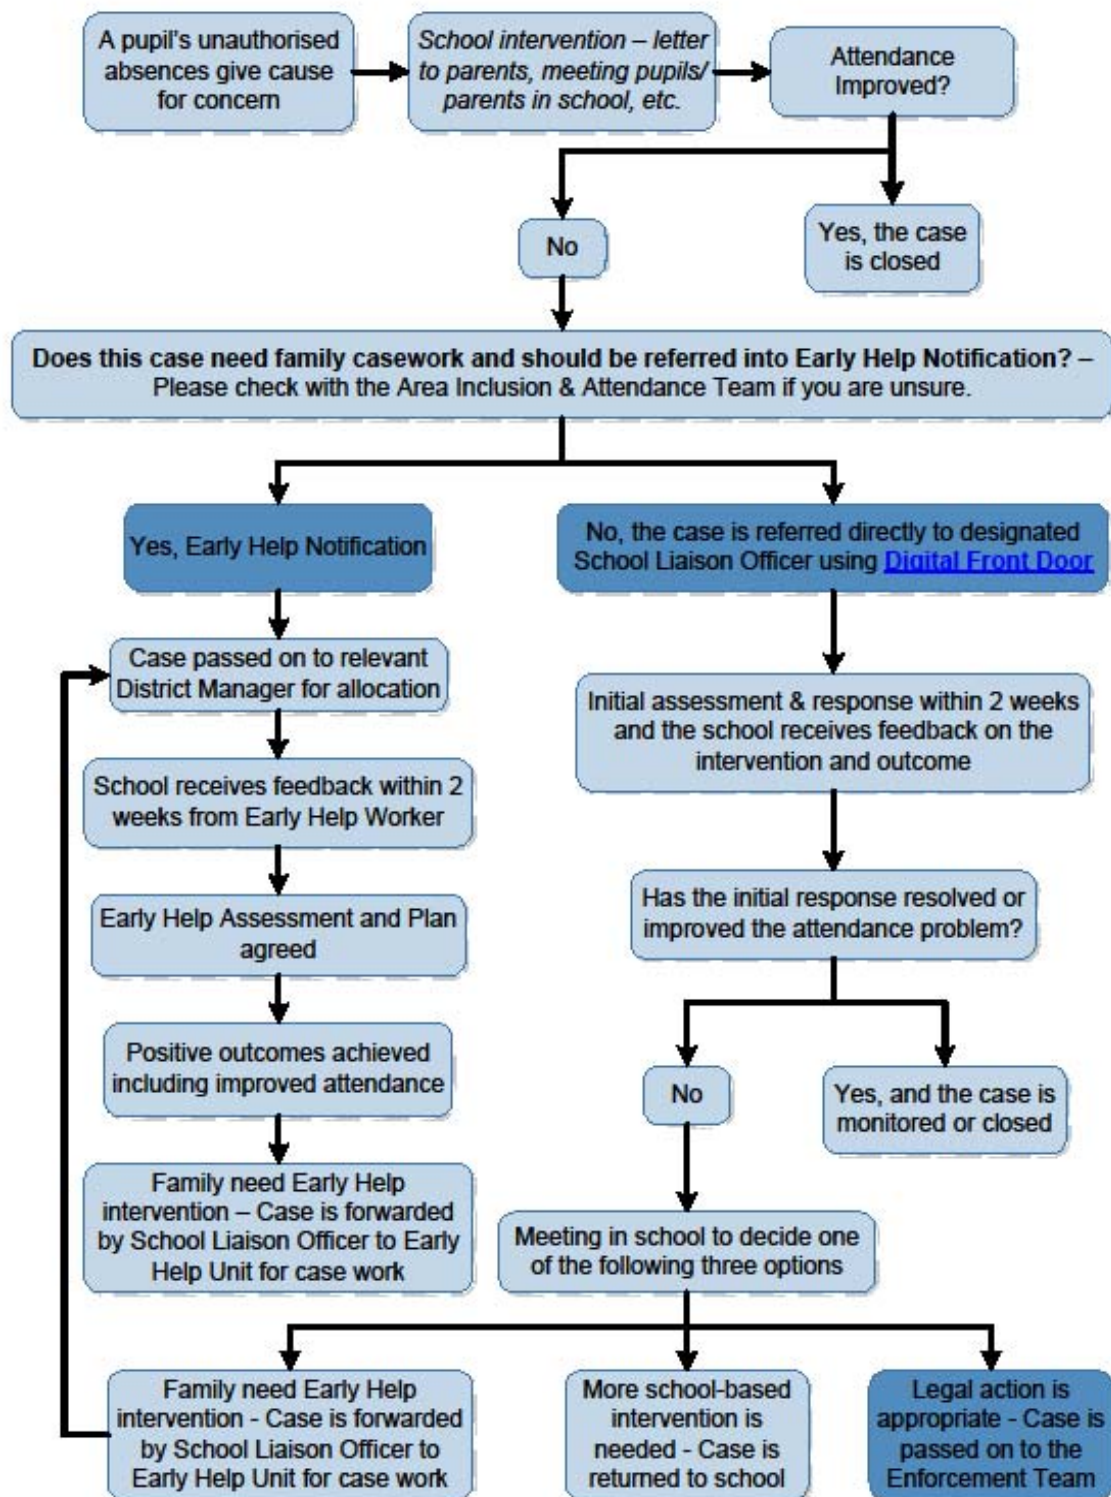 A pupil's unauthorised
absences give cause
for concern
School intervention – letter
to parents, meeting pupils/
parents in school, etc.
Attendance
Improved?
No
Yes, the case
is closed
Does this case need family casework and should be referred into Early Help Notification? –
Please check with the Area Inclusion & Attendance Team if you are unsure.
Yes, Early Help Notification
No, the case is referred directly to designated
School Liaison Officer using Digital Front Door
Case passed on to relevant
District Manager for allocation
School receives feedback within 2
weeks from Early Help Worker
Early Help Assessment and Plan
agreed
Positive outcomes achieved
including improved attendance
Family need Early Help
intervention – Case is forwarded
by School Liaison Officer to Early
Help Unit for case work
Initial assessment & response within 2 weeks
and the school receives feedback on the
intervention and outcome
Has the initial response resolved or
improved the attendance problem?
No
Yes, and the case is
monitored or closed
Meeting in school to decide one
of the following three options
Family need Early Help
intervention - Case is forwarded
by School Liaison Officer to
Early Help Unit for case work
More school-based
intervention is
needed - Case is
returned to school
Legal action is
appropriate - Case is
passed on to the
Enforcement Team